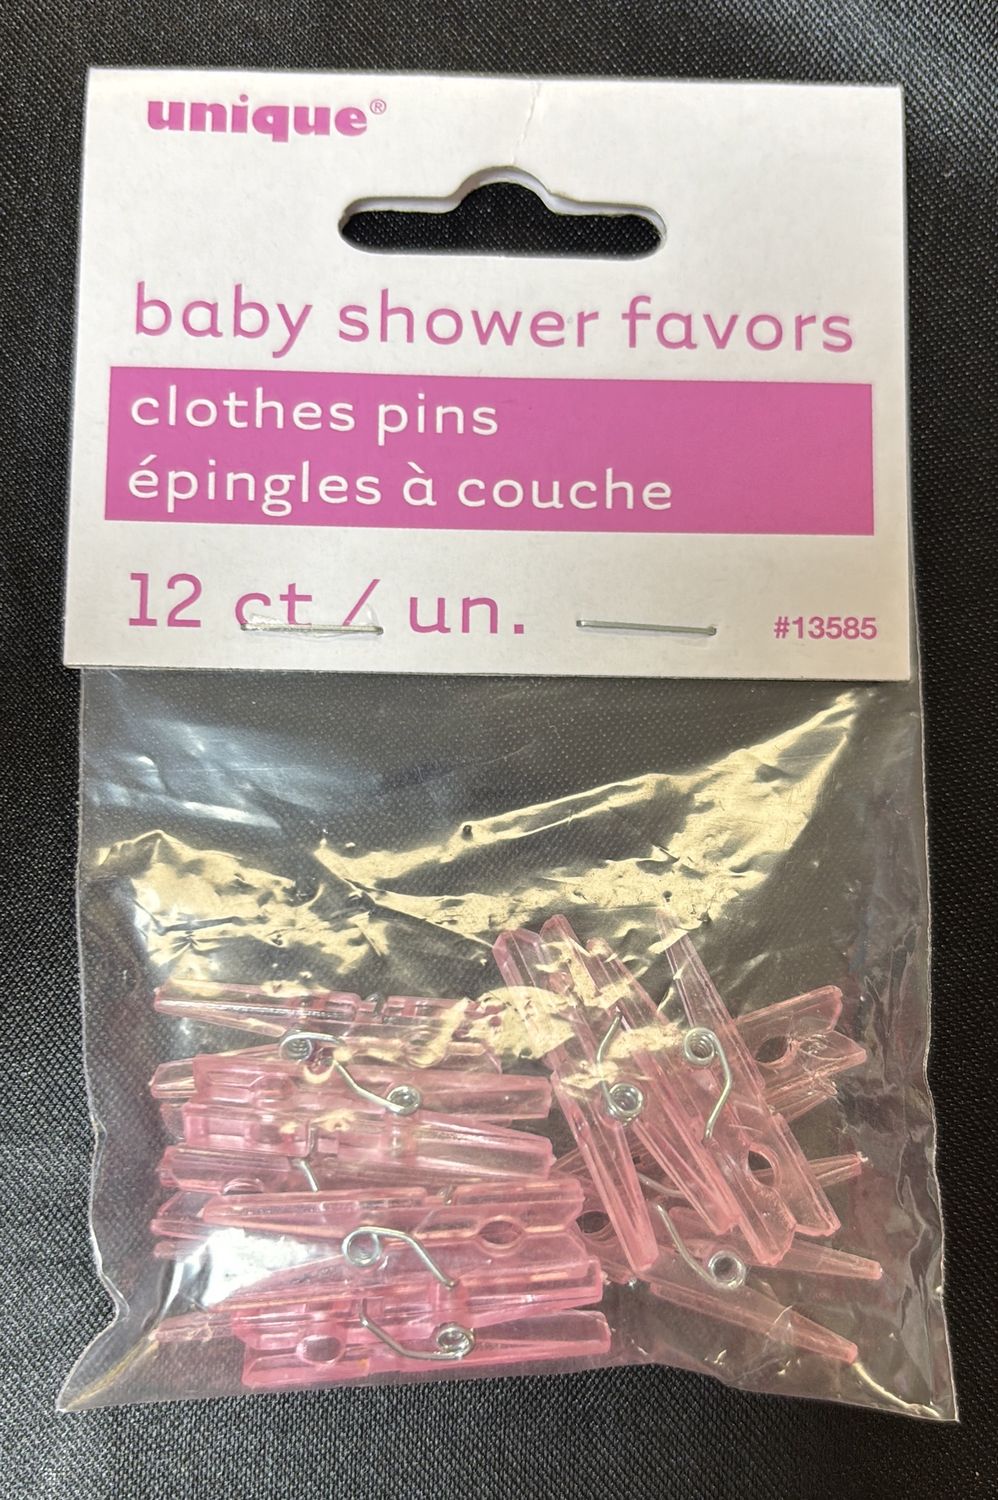 unique®
baby shower favors
clothes pins
épingles à couche
12 ct / un.
#13585